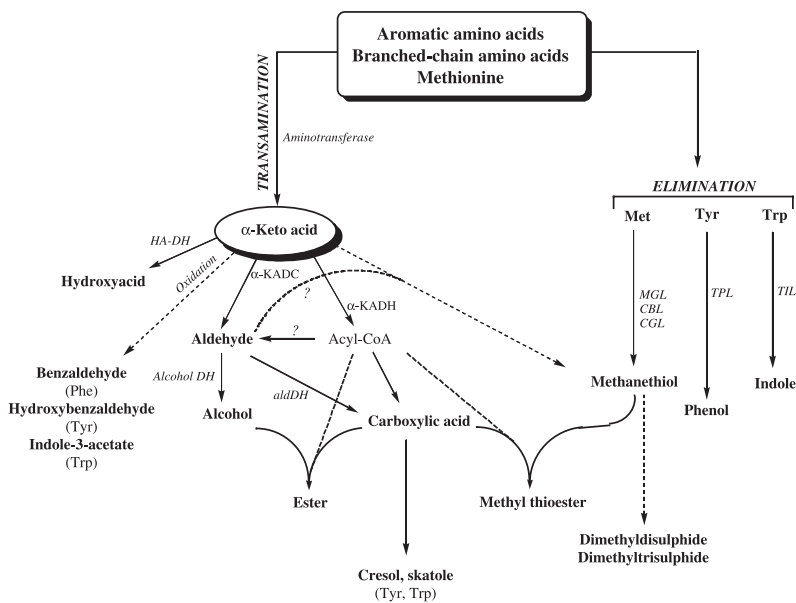 Aromatic amino acids
Branched-chain amino acids
Methionine
TRANSAMINATION
Aminotransferase
ELIMINATION
Met
Tyr
Trp
α-Keto acid
HA-DH
Oxidation
α-KADC
?
α-KADH
Hydroxyacid
MGL
CBL
CGL
TPL
TIL
Aldehyde
?
Acyl-CoA
Benzaldehyde
(Phe)
Hydroxybenzaldehyde
(Tyr)
Indole-3-acetate
(Trp)
Alcohol DH
aldDH
Methanethiol
Indole
Alcohol
Carboxylic acid
Phenol
Ester
Methyl thioester
Dimethyldisulphide
Dimethyltrisulphide
Cresol, skatole
(Tyr, Trp)